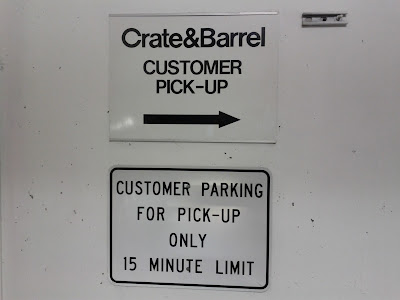 Crate&Barrel
CUSTOMER
PICK-UP
CUSTOMER PARKING
FOR PICK-UP
ONLY
15 MINUTE LIMIT